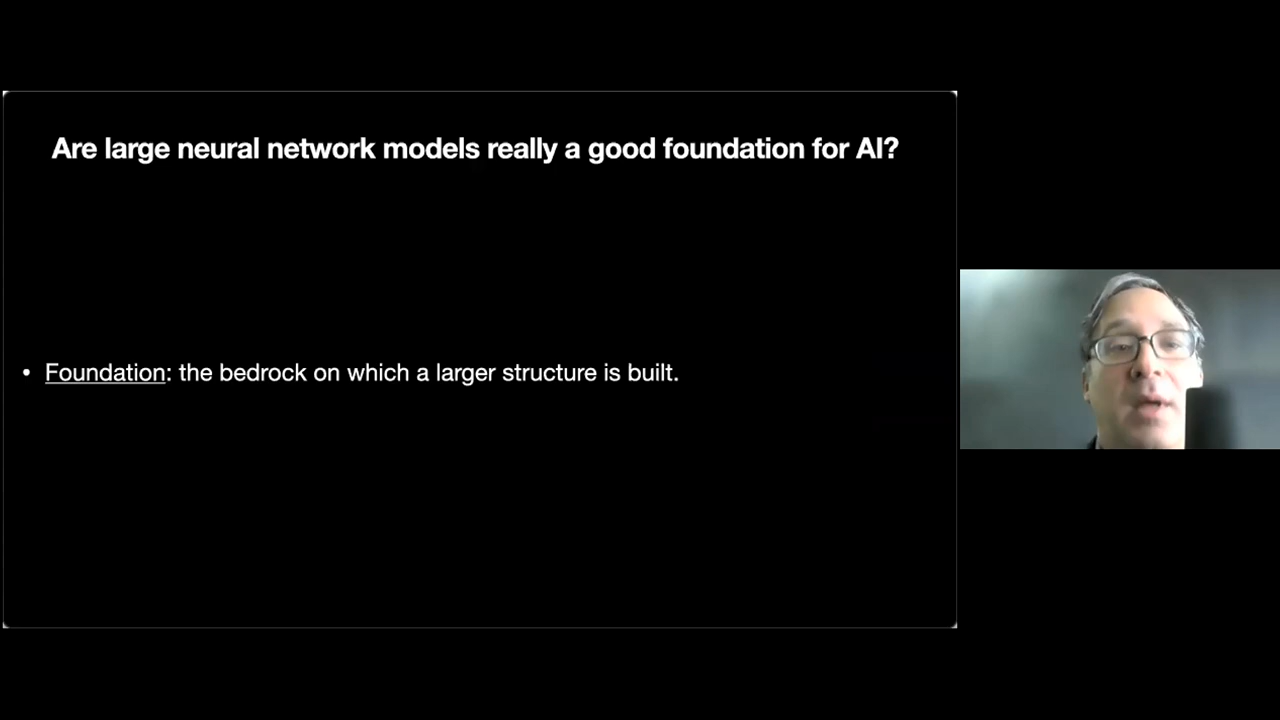 Are large neural network models really a good foundation for AI?
• Foundation: the bedrock on which a larger structure is built.